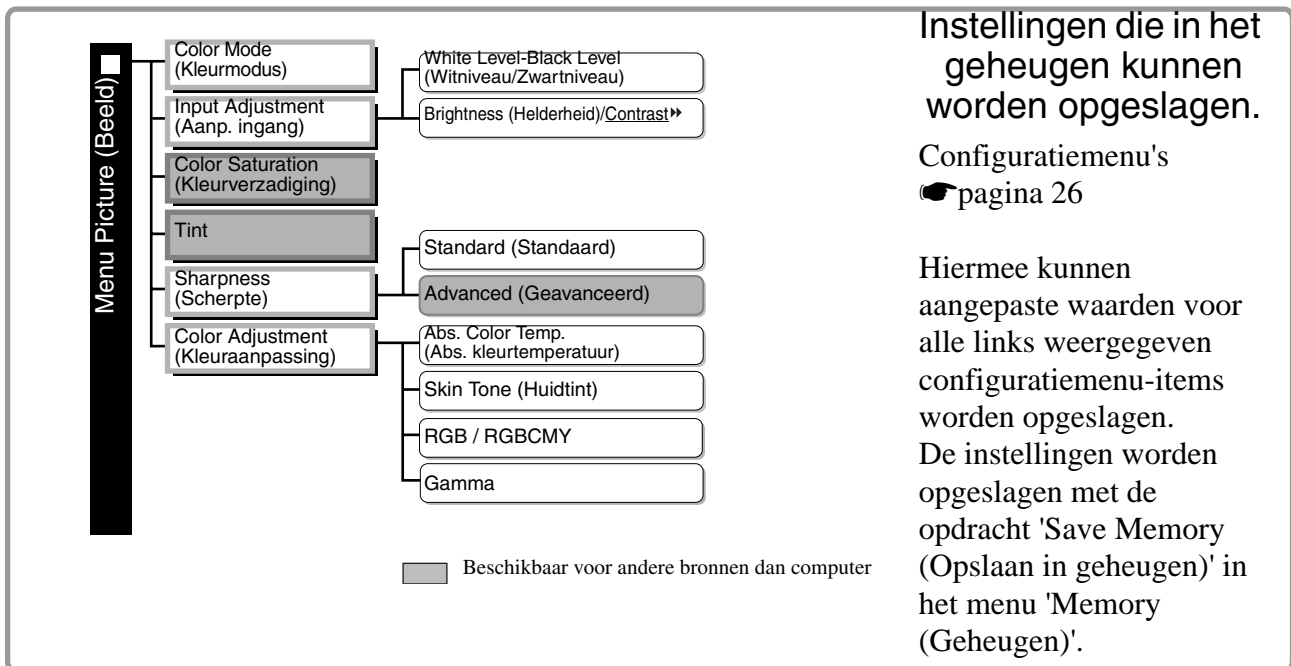 Menu Picture (Beeld)
Color Mode
(Kleurmodus)
Input Adjustment
(Aanp. ingang)
Color Saturation
(Kleurverzadiging)
Tint
Sharpness
(Scherpte)
Color Adjustment
(Kleuraanpassing)
White Level-Black Level
(Witniveau/Zwartniveau)
Brightness (Helderheid)/Contrast
Standard (Standaard)
Advanced (Geavanceerd)
Abs. Color Temp.
(Abs. kleurtemperatuur)
Skin Tone (Huidtint)
RGB / RGBCMY
Gamma
Beschikbaar voor andere bronnen dan computer
Instellingen die in het
geheugen kunnen
worden opgeslagen.
Configuratiemenu's
☛pagina 26
Hiermee kunnen
aangepaste waarden voor
alle links weergegeven
configuratiemenu-items
worden opgeslagen.
De instellingen worden
opgeslagen met de
opdracht 'Save Memory
(Opslaan in geheugen)' in
het menu 'Memory
(Geheugen)'.